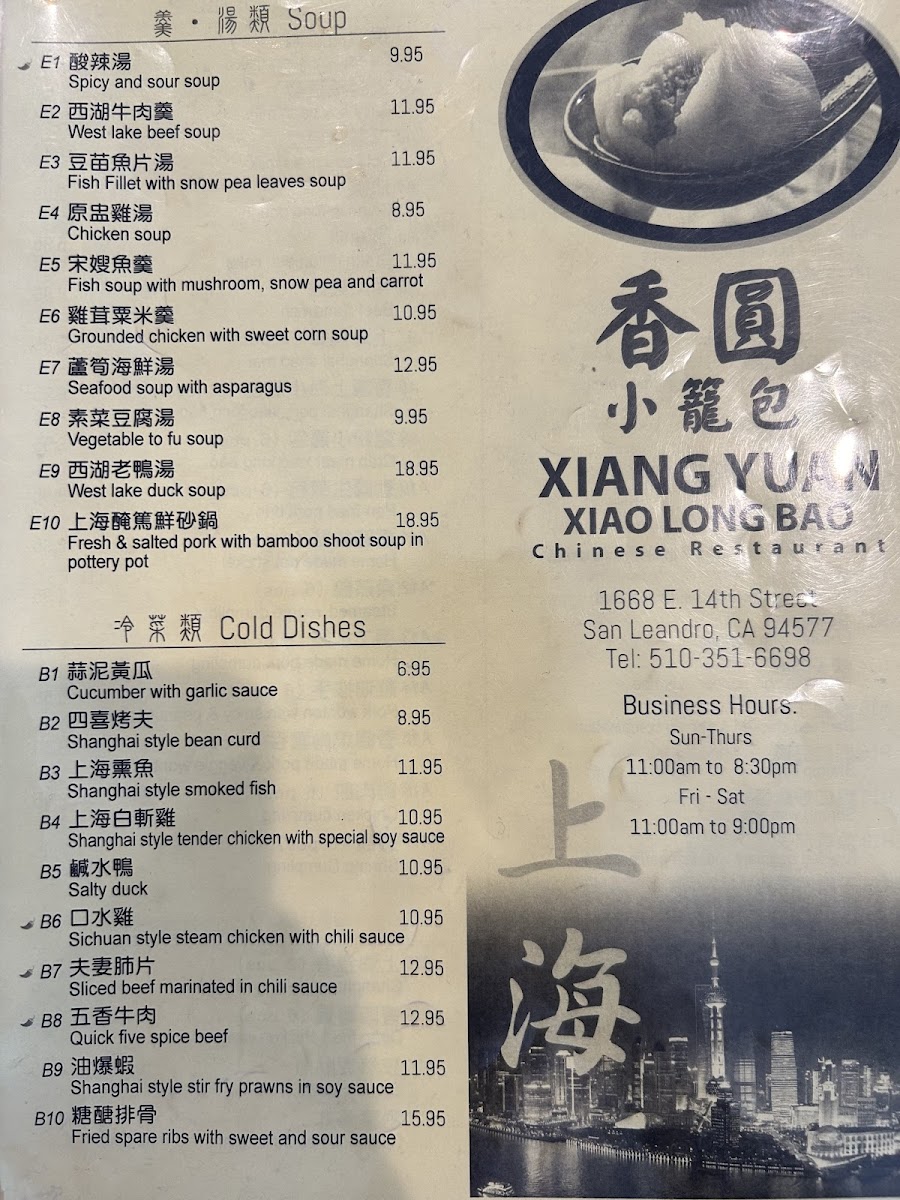 羹・湯類 Soup
E1 酸辣湯 9.95
Spicy and sour soup
E2 西湖牛肉羹 11.95
West lake beef soup
E3 豆苗魚片湯 11.95
Fish Fillet with snow pea leaves soup
E4 原盅雞湯 8.95
Chicken soup
E5 宋嫂魚羹 11.95
Fish soup with mushroom, snow pea and carrot
E6 雞茸粟米羹 10.95
Grounded chicken with sweet corn soup
E7 蘆筍海鮮湯 12.95
Seafood soup with asparagus
E8 素菜豆腐湯 9.95
Vegetable to fu soup
E9 西湖老鴨湯 18.95
West lake duck soup
E10 上海醃篤鮮砂鍋 18.95
Fresh & salted pork with bamboo shoot soup in
pottery pot
冷菜類 Cold Dishes
B1 蒜泥黃瓜 6.95
Cucumber with garlic sauce
B2 四喜烤夫 8.95
Shanghai style bean curd
B3 上海熏魚 11.95
Shanghai style smoked fish
B4 上海白斬雞 10.95
Shanghai style tender chicken with special soy sauce
B5 鹹水鴨 10.95
Salty duck
B6 口水雞 10.95
Sichuan style steam chicken with chili sauce
B7 夫妻肺片 12.95
Sliced beef marinated in chili sauce
B8 五香牛肉 12.95
Quick five spice beef
B9 油爆蝦 11.95
Shanghai style stir fry prawns in soy sauce
B10 糖醋排骨 15.95
Fried spare ribs with sweet and sour sauce
香圓
小籠包
XIANG YUAN
XIAO LONG BAO
Chinese Restaurant
1668 E. 14th Street
San Leandro, CA 94577
Tel: 510-351-6698
Business Hours:
Sun-Thurs
11:00am to 8:30pm
Fri - Sat
11:00am to 9:00pm
上
海